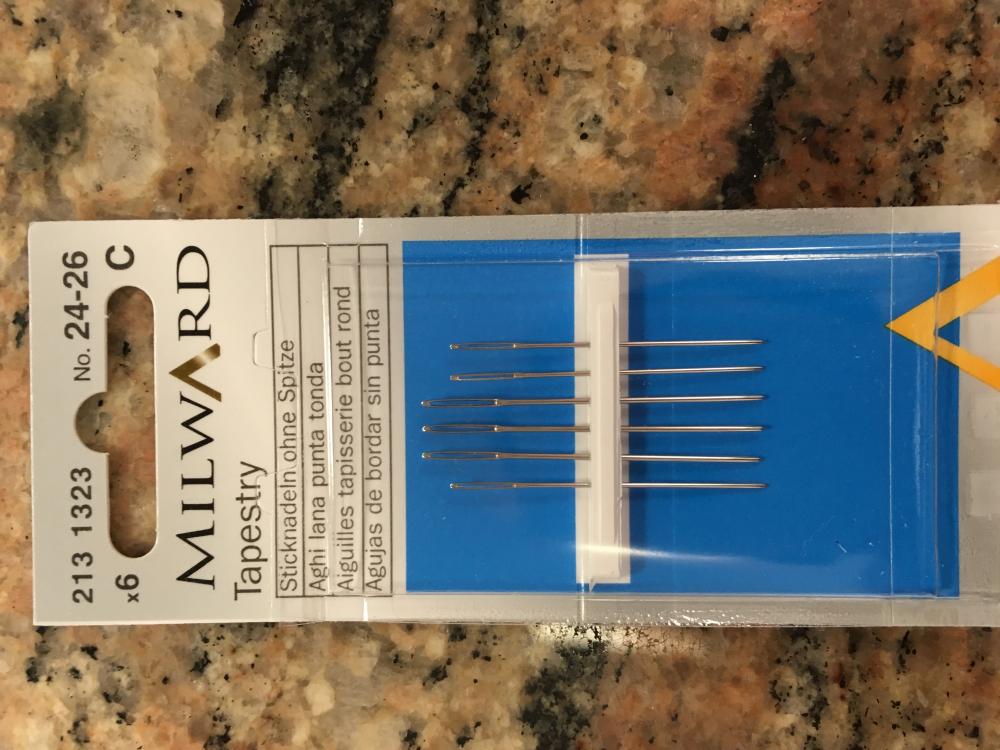 213 1323 No. 24-26
x6 C
MILWARD
Tapestry
Sticknadeln ohne Spitze
Aghi lana punta tonda
Aiguilles tapisserie bout rond
Agujas de bordar sin punta